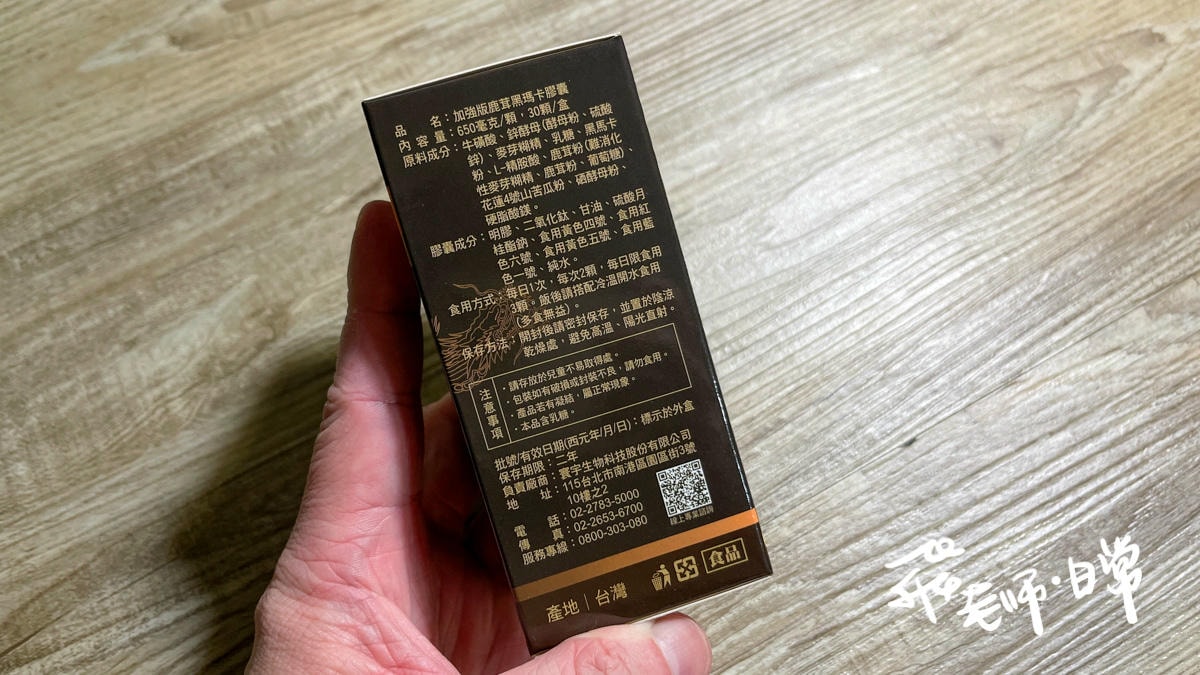 品名：加強版鹿茸黑瑪卡膠囊
內容量：650毫克/顆，30顆/盒
原料成分：牛磺酸、鋅酵母(酵母粉、硫酸
鋅)、麥芽糊精、乳糖、黑馬卡
粉、L-精胺酸、鹿茸粉(難消化
性麥芽糊精、鹿茸粉、葡萄糖)、
花蓮4號山苦瓜粉、硒酵母粉、
硬脂酸鎂。
膠囊成分：明膠、二氧化鈦、甘油、硫酸月
桂酯鈉、食用黃色四號、食用紅
色六號、食用黃色五號、食用藍
色一號、純水。
食用方式：每日1次，每次2顆，每日限食用
3顆。飯後請搭配冷溫開水食用
(多食無益)。
保存方法：開封後請密封保存，並置於陰涼
乾燥處，避免高溫、陽光直射。
注意事項
・請存放於兒童不易取得處。
・包裝如有破損或封裝不良，請勿食用。
・產品若有凝結，屬正常現象。
・本品含乳糖。
批號/有效日期(西元年/月/日)：標示於外盒
保存期限：二年
負責廠商：寰宇生物科技股份有限公司
地址：115台北市南港區園區街3號
10樓之2
電話：02-2783-5000
傳真：02-2653-6700
服務專線：0800-303-080
線上專業諮詢
產地｜台灣
食品
老師·日常